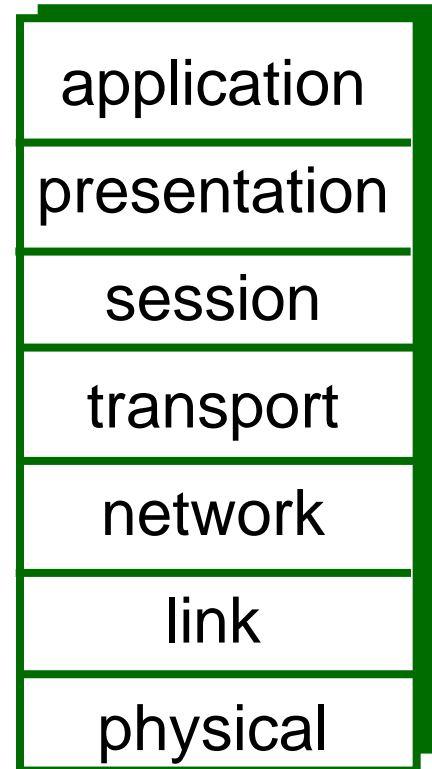 application
presentation
session
transport
network
link
physical